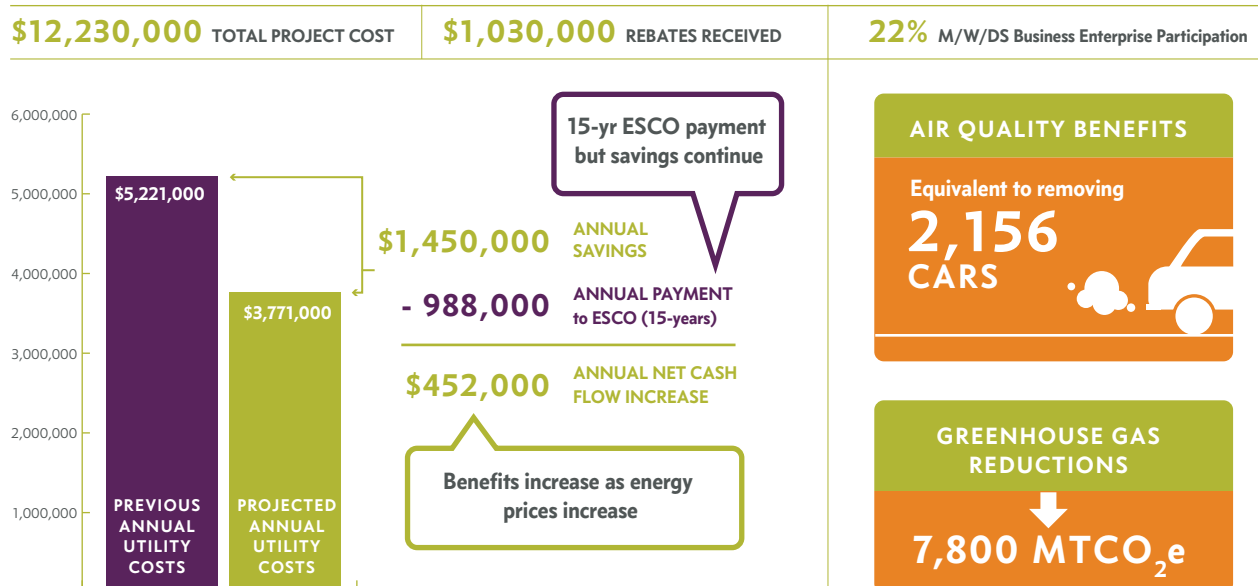 $12,230,000 TOTAL PROJECT COST
$1,030,000 REBATES RECEIVED
22% M/W/DS Business Enterprise Participation
6,000,000
5,000,000
4,000,000
3,000,000
2,000,000
1,000,000
$5,221,000
PREVIOUS
ANNUAL
UTILITY
COSTS
$3,771,000
PROJECTED
ANNUAL
UTILITY
COSTS
15-yr ESCO payment
but savings continue
$1,450,000 ANNUAL
SAVINGS
- 988,000 ANNUAL PAYMENT
to ESCO (15-years)
$452,000 ANNUAL NET CASH
FLOW INCREASE
Benefits increase as energy
prices increase
AIR QUALITY BENEFITS
Equivalent to removing
2,156
CARS
GREENHOUSE GAS
REDUCTIONS
7,800 MTCO₂e